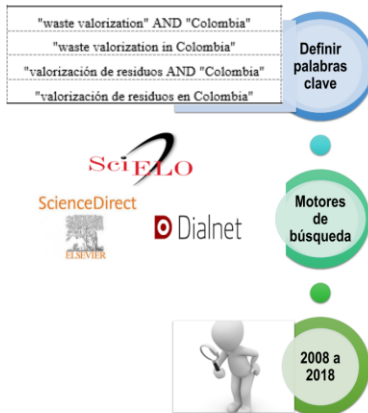 "waste valorization" AND "Colombia"
"waste valorization in Colombia"
"valorización de residuos AND "Colombia"
"valorización de residuos en Colombia"
Definir
palabras
clave
SciELO
ScienceDirect
ELSEVIER
Dialnet
Motores
de
búsqueda
2008 a
2018